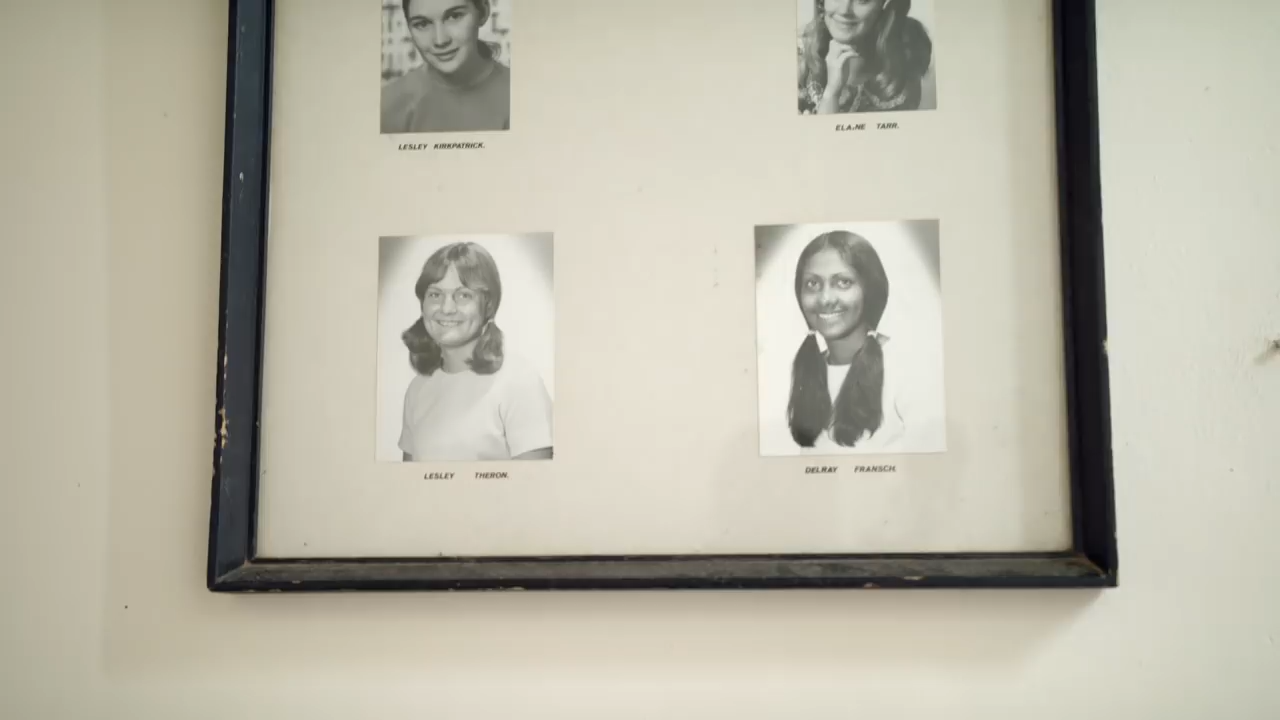 LESLEY KIRKPATRICK.
ELAINE TARR.
LESLEY THERON.
DELRAY FRANSCH.